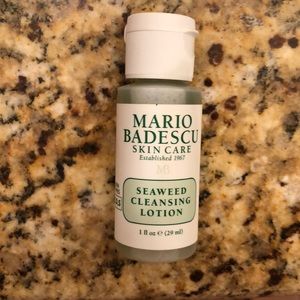 MARIO
BADESCU
SKIN CARE
Established 1967
SEAWEED
CLEANSING
LOTION
1 fl oz ℮ (29 ml)